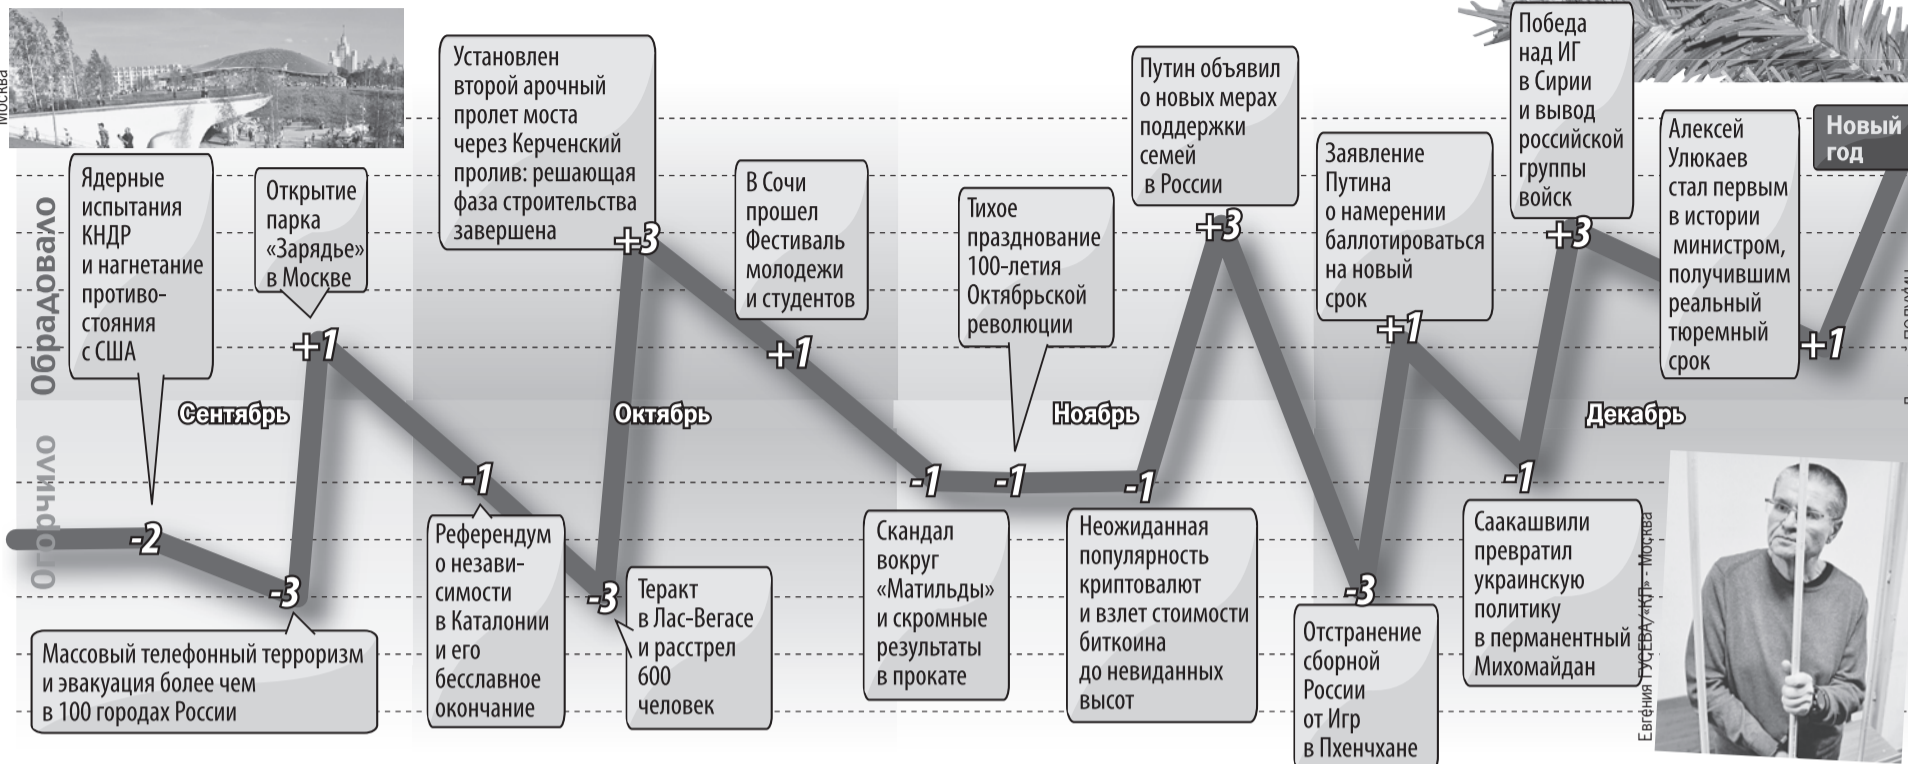 Москва
Обрадовало
Огорчило
Ядерные
испытания
КНДР
и нагнетание
противо-
стояния
с США
-2
Массовый телефонный терроризм
и эвакуация более чем
в 100 городах России
-3
Сентябрь
Открытие
парка
«Зарядье»
в Москве
+1
Референдум
о незави-
симости
в Каталонии
и его
бесславное
окончание
-1
Теракт
в Лас-Вегасе
и расстрел
600
человек
-3
Установлен
второй арочный
пролет моста
через Керченский
пролив: решающая
фаза строительства
завершена
+3
Октябрь
В Сочи
прошел
Фестиваль
молодежи
и студентов
+1
Скандал
вокруг
«Матильды»
и скромные
результаты
в прокате
-1
Тихое
празднование
100-летия
Октябрьской
революции
-1
Ноябрь
Неожиданная
популярность
криптовалют
и взлет стоимости
биткоина
до невиданных
высот
-1
Путин объявил
о новых мерах
поддержки
семей
в России
+3
Отстранение
сборной
России
от Игр
в Пхенчхане
-3
Заявление
Путина
о намерении
баллотироваться
на новый
срок
+1
Саакашвили
превратил
украинскую
политику
в перманентный
Михомайдан
-1
Победа
над ИГ
в Сирии
и вывод
российской
группы
войск
+3
Декабрь
Алексей
Улюкаев
стал первым
в истории
министром,
получившим
реальный
тюремный
срок
+1
Новый
год
Евгения ГУСЕВА/«КП» - Москва